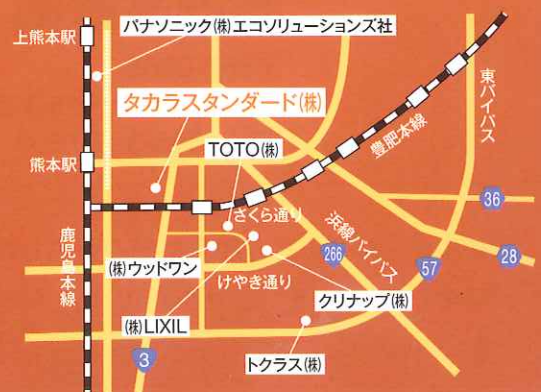 上熊本駅
パナソニック(株)エコソリューションズ社
タカラスタンダード(株)
東バイパス
熊本駅
TOTO(株)
豊肥本線
36
さくら通り
浜線バイパス
鹿児島本線
(株)ウッドワン
266
28
57
けやき通り
クリナップ(株)
(株)LIXIL
3
トクラス(株)